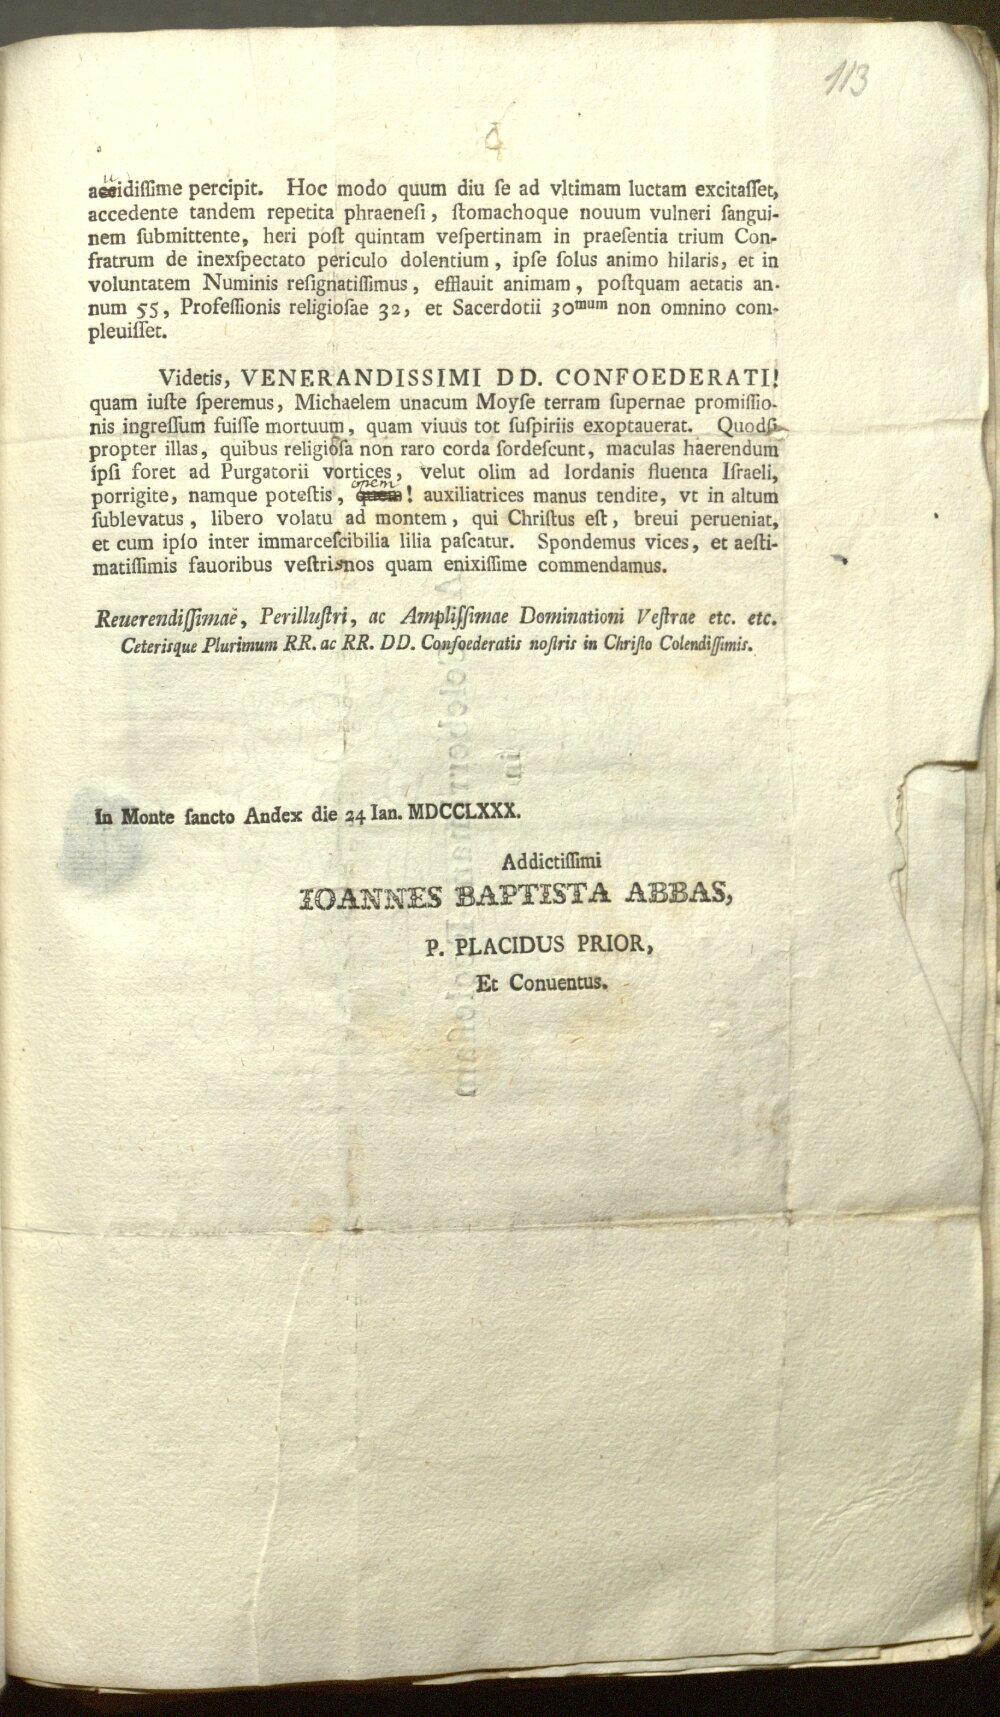 113
auidiſſime percipit. Hoc modo quum diu ſe ad vltimam luctam excitaſſet,
accedente tandem repetita phraeneſi, ſtomachoque nouum vulneri ſangui-
nem ſubmittente, heri poſt quintam veſpertinam in praeſentia trium Con-
fratrum de inexſpectato periculo dolentium, ipſe ſolus animo hilaris, et in
voluntatem Numinis reſignatiſſimus, efflauit animam, poſtquam aetatis an-
num 55, Profeſſionis religioſae 32, et Sacerdotii 30mum non omnino com-
pleuiſſet.
Videtis, VENERANDISSIMI DD. CONFOEDERATI!
quam iuſte ſperemus, Michaelem unacum Moyſe terram ſupernae promiſſio-
nis ingreſſum fuiſſe mortuum, quam viuus tot ſuſpiriis exoptauerat. Quodſi
propter illas, quibus religioſa non raro corda ſordeſcunt, maculas haerendum
ipſi foret ad Purgatorii vortices, velut olim ad Iordanis fluenta Iſraeli,
porrigite, namque poteſtis, opem! auxiliatrices manus tendite, vt in altum
ſublevatus, libero volatu ad montem, qui Chriſtus eſt, breui perueniat,
et cum ipſo inter immarceſcibilia lilia paſcatur. Spondemus vices, et aeſti-
matiſſimis fauoribus veſtris nos quam enixiſſime commendamus.
Reuerendiſſimae, Perilluſtri, ac Ampliſſimae Dominationi Veſtrae etc. etc.
Ceterisque Plurimum RR. ac RR. DD. Confoederatis noſtris in Chriſto Colendiſſimis.
In Monte ſancto Andex die 24 Ian. MDCCLXXX.
Addictiſſimi
IOANNES BAPTISTA ABBAS,
P. PLACIDUS PRIOR,
Et Conuentus.